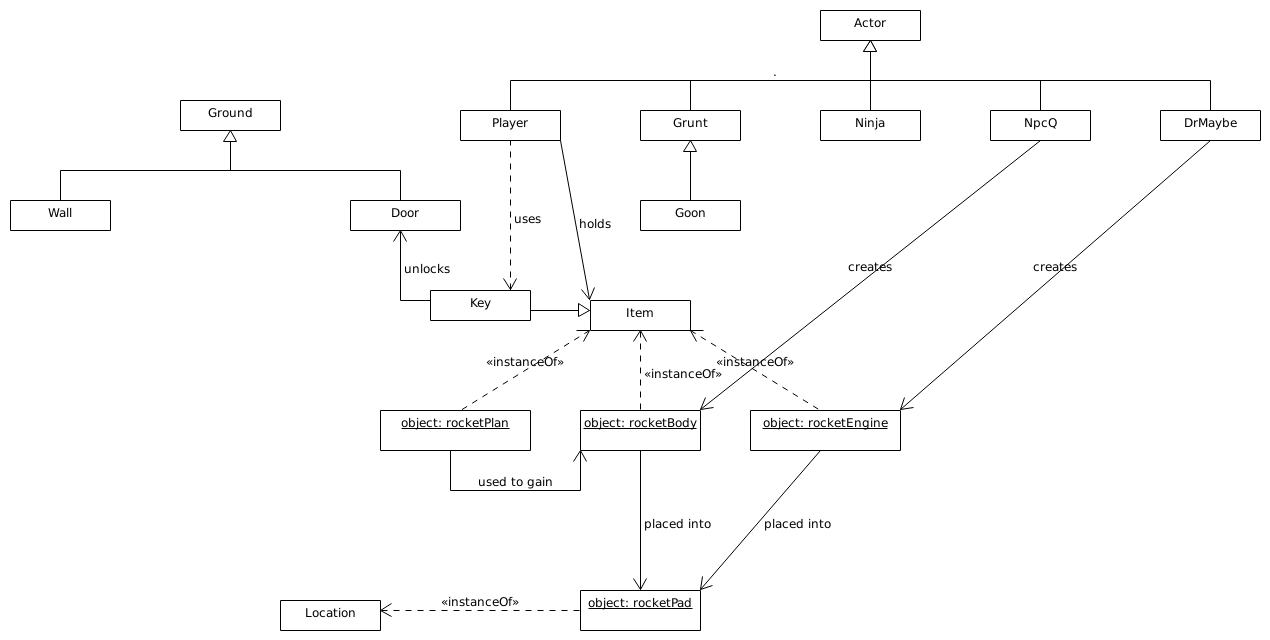 Actor
.
Ground
Player
Grunt
Ninja
NpcQ
DrMaybe
Wall
Door
uses
holds
Goon
unlocks
creates
creates
Key
Item
«instanceOf»
«instanceOf»
«instanceOf»
object: rocketPlan
object: rocketBody
object: rocketEngine
used to gain
placed into
placed into
«instanceOf»
object: rocketPad
Location